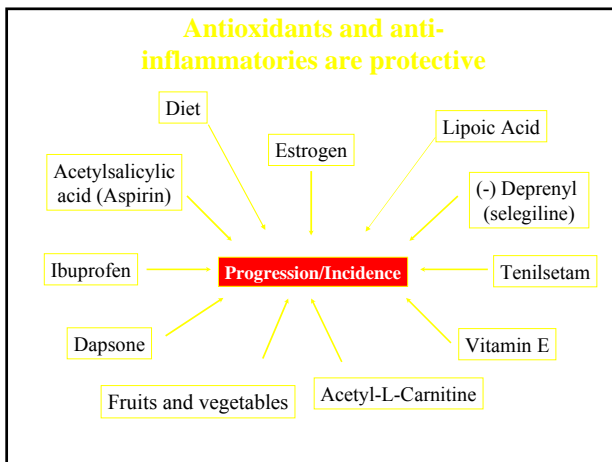 Antioxidants and anti-
inflammatories are protective
Diet
Lipoic Acid
Estrogen
Acetylsalicylic
acid (Aspirin)
(-) Deprenyl
(selegiline)
Ibuprofen
Progression/Incidence
Tenilsetam
Dapsone
Vitamin E
Fruits and vegetables
Acetyl-L-Carnitine